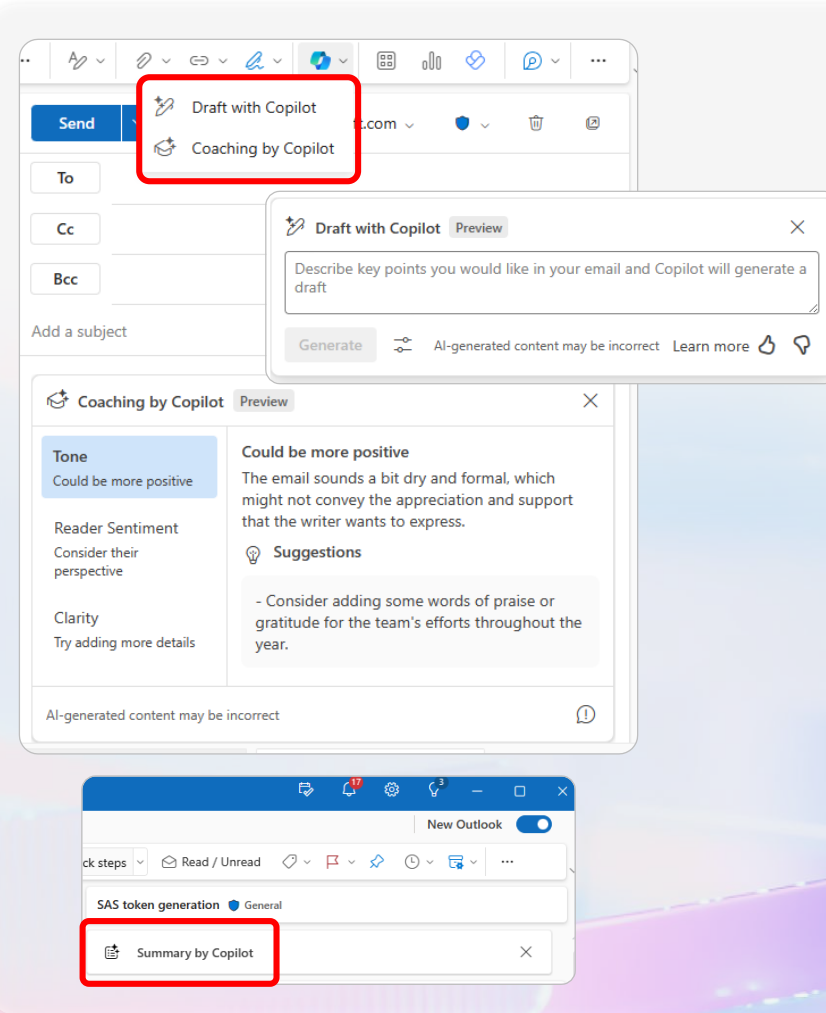 Draft with Copilot
Coaching by Copilot
Send
.com
To
Cc
Bcc
Add a subject
Draft with Copilot Preview
Describe key points you would like in your email and Copilot will generate a
draft
Generate
AI-generated content may be incorrect Learn more
Coaching by Copilot Preview
Tone
Could be more positive
Reader Sentiment
Consider their
perspective
Clarity
Try adding more details
Could be more positive
The email sounds a bit dry and formal, which
might not convey the appreciation and support
that the writer wants to express.
Suggestions
- Consider adding some words of praise or
gratitude for the team's efforts throughout the
year.
AI-generated content may be incorrect
17
3
New Outlook
ck steps
Read / Unread
SAS token generation General
Summary by Copilot